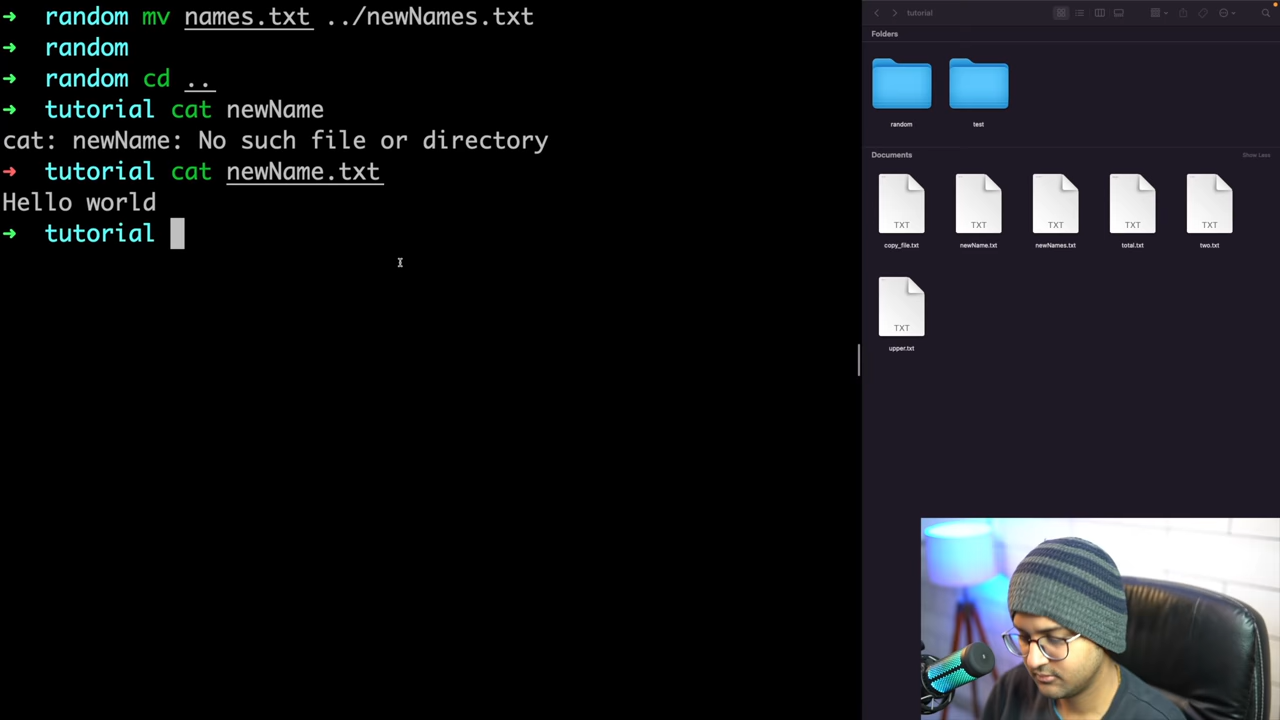 ➜ random mv names.txt ../newNames.txt
➜ random
➜ random cd ..
➜ tutorial cat newName
cat: newName: No such file or directory
➜ tutorial cat newName.txt
Hello world
➜ tutorial
tutorial
Folders
random test
Documents Show Less
TXT TXT TXT TXT TXT
copy_file.txt newName.txt newNames.txt total.txt two.txt
TXT
upper.txt